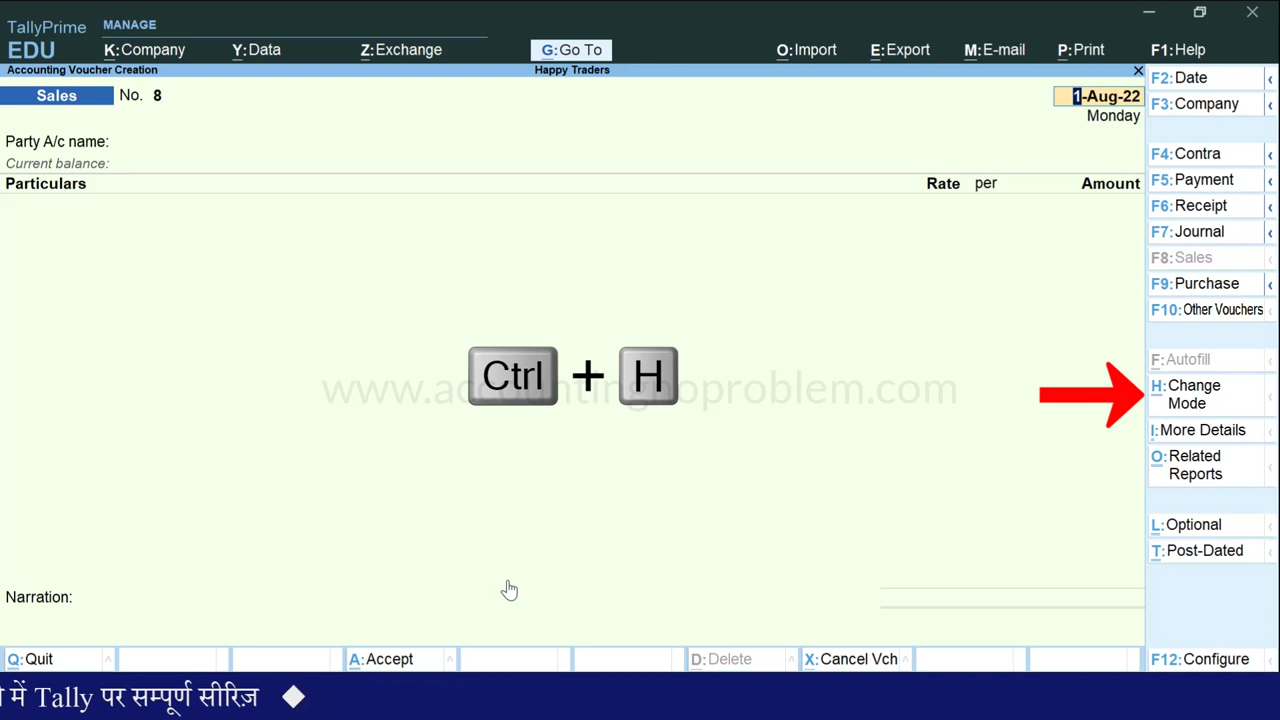 TallyPrime MANAGE
EDU K:Company Y:Data Z:Exchange G:Go To O:Import E:Export M:E-mail P:Print F1:Help
Accounting Voucher Creation Happy Traders
Sales No. 8 1-Aug-22
Monday
Party A/c name:
Current balance:
Particulars Rate per Amount
Ctrl + H
www.accountingnoproblem.com
Narration:
F2:Date
F3:Company
F4:Contra
F5:Payment
F6:Receipt
F7:Journal
F8:Sales
F9:Purchase
F10:Other Vouchers
F:Autofill
H:Change
Mode
I:More Details
O:Related
Reports
L:Optional
T:Post-Dated
Q:Quit A:Accept D:Delete X:Cancel Vch F12:Configure
में Tally पर सम्पूर्ण सीरिज़